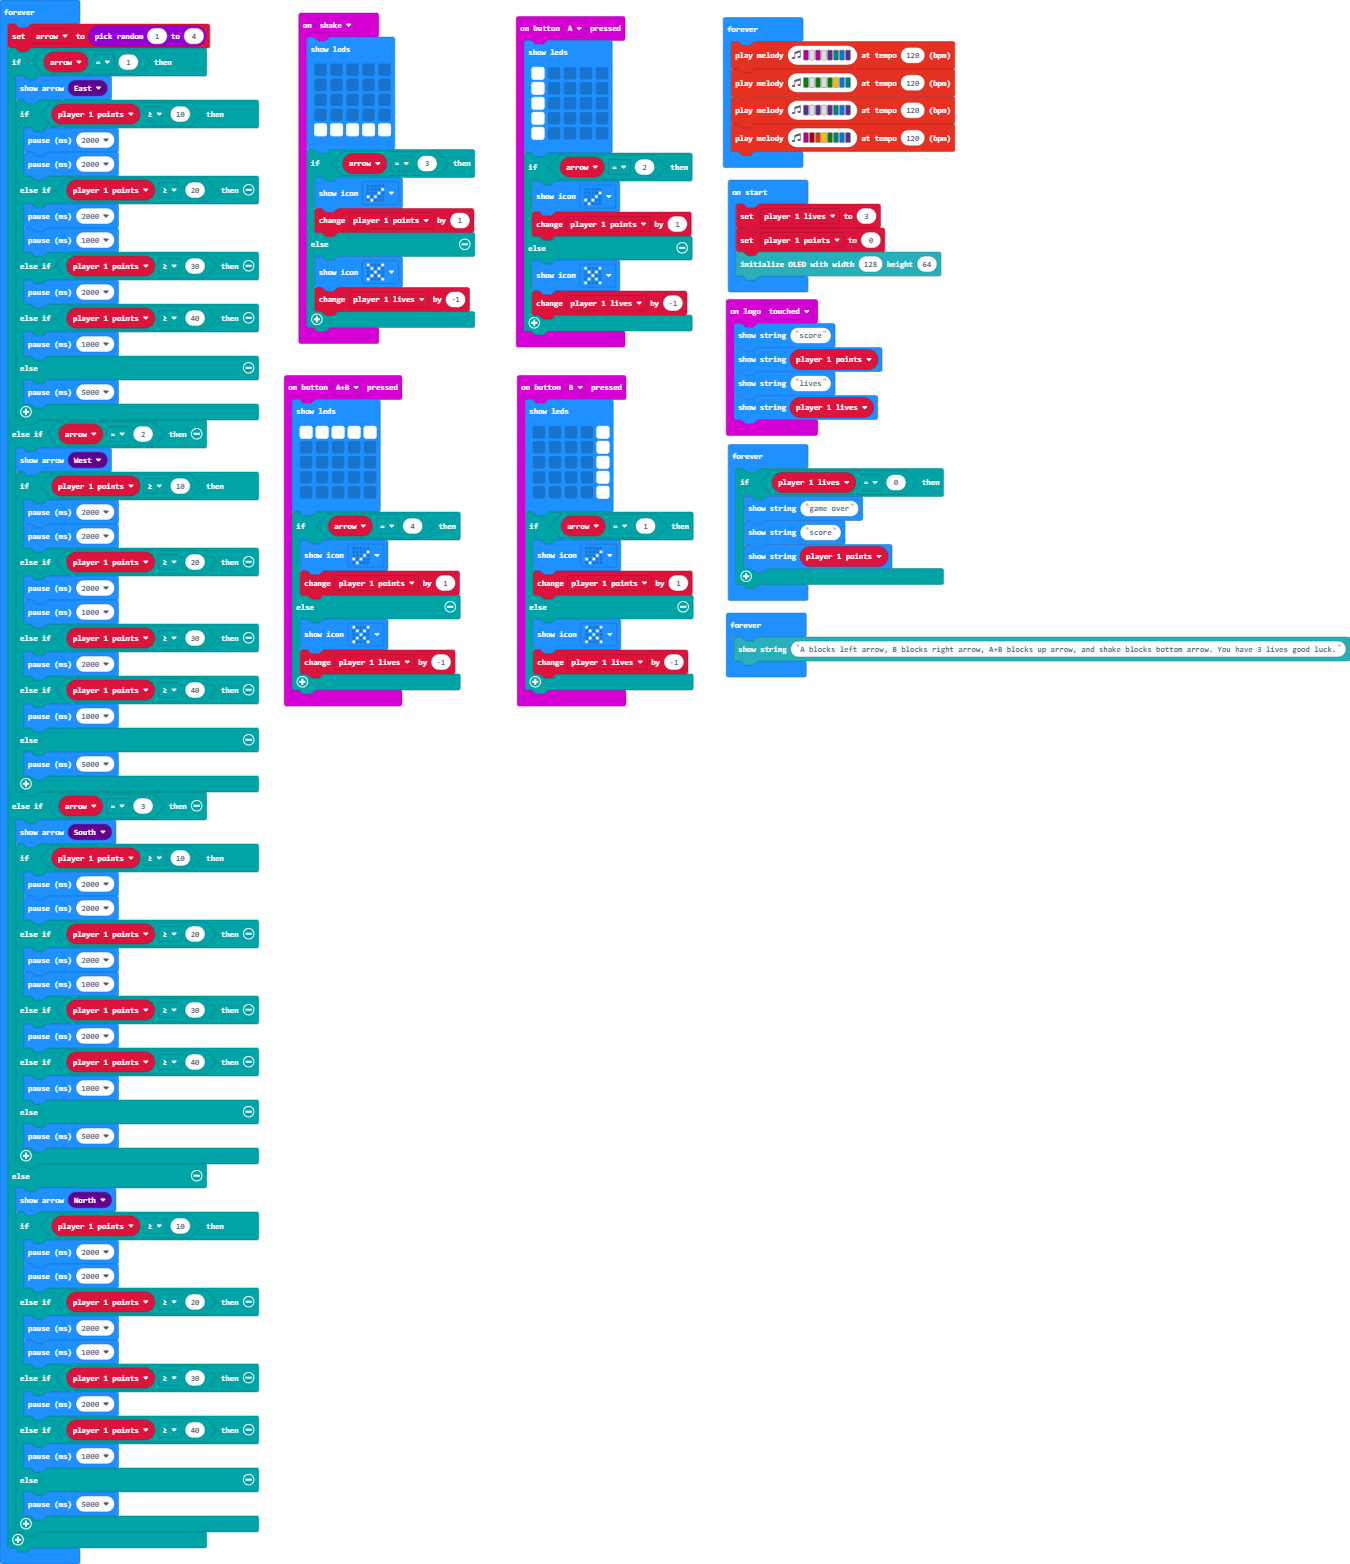 forever
set arrow to pick random 1 to 4
if arrow = 1 then
show arrow East
if player 1 points ≥ 10 then
pause (ms) 2000
pause (ms) 2000
else if player 1 points ≥ 20 then
pause (ms) 2000
pause (ms) 1000
else if player 1 points ≥ 30 then
pause (ms) 2000
else if player 1 points ≥ 40 then
pause (ms) 1000
else
pause (ms) 5000
else if arrow = 2 then
show arrow West
if player 1 points ≥ 10 then
pause (ms) 2000
pause (ms) 2000
else if player 1 points ≥ 20 then
pause (ms) 2000
pause (ms) 1000
else if player 1 points ≥ 30 then
pause (ms) 2000
else if player 1 points ≥ 40 then
pause (ms) 1000
else
pause (ms) 5000
else if arrow = 3 then
show arrow South
if player 1 points ≥ 10 then
pause (ms) 2000
pause (ms) 2000
else if player 1 points ≥ 20 then
pause (ms) 2000
pause (ms) 1000
else if player 1 points ≥ 30 then
pause (ms) 2000
else if player 1 points ≥ 40 then
pause (ms) 1000
else
pause (ms) 5000
else
show arrow North
if player 1 points ≥ 10 then
pause (ms) 2000
pause (ms) 2000
else if player 1 points ≥ 20 then
pause (ms) 2000
pause (ms) 1000
else if player 1 points ≥ 30 then
pause (ms) 2000
else if player 1 points ≥ 40 then
pause (ms) 1000
else
pause (ms) 5000
on shake
show leds
if arrow = 3 then
show icon
change player 1 points by 1
else
show icon
change player 1 lives by -1
on button A+B pressed
show leds
if arrow = 4 then
show icon
change player 1 points by 1
else
show icon
change player 1 lives by -1
on button A pressed
show leds
if arrow = 2 then
show icon
change player 1 points by 1
else
show icon
change player 1 lives by -1
on button B pressed
show leds
if arrow = 1 then
show icon
change player 1 points by 1
else
show icon
change player 1 lives by -1
forever
play melody at tempo 120 (bpm)
play melody at tempo 120 (bpm)
play melody at tempo 120 (bpm)
play melody at tempo 120 (bpm)
on start
set player 1 lives to 3
set player 1 points to 0
initialize OLED with width 128 height 64
on logo touched
show string "score"
show string player 1 points
show string "lives"
show string player 1 lives
forever
if player 1 lives = 0 then
show string "game over"
show string "score"
show string player 1 points
forever
show string "A blocks left arrow, B blocks right arrow, A+B blocks up arrow, and shake blocks bottom arrow. You have 3 lives good luck."